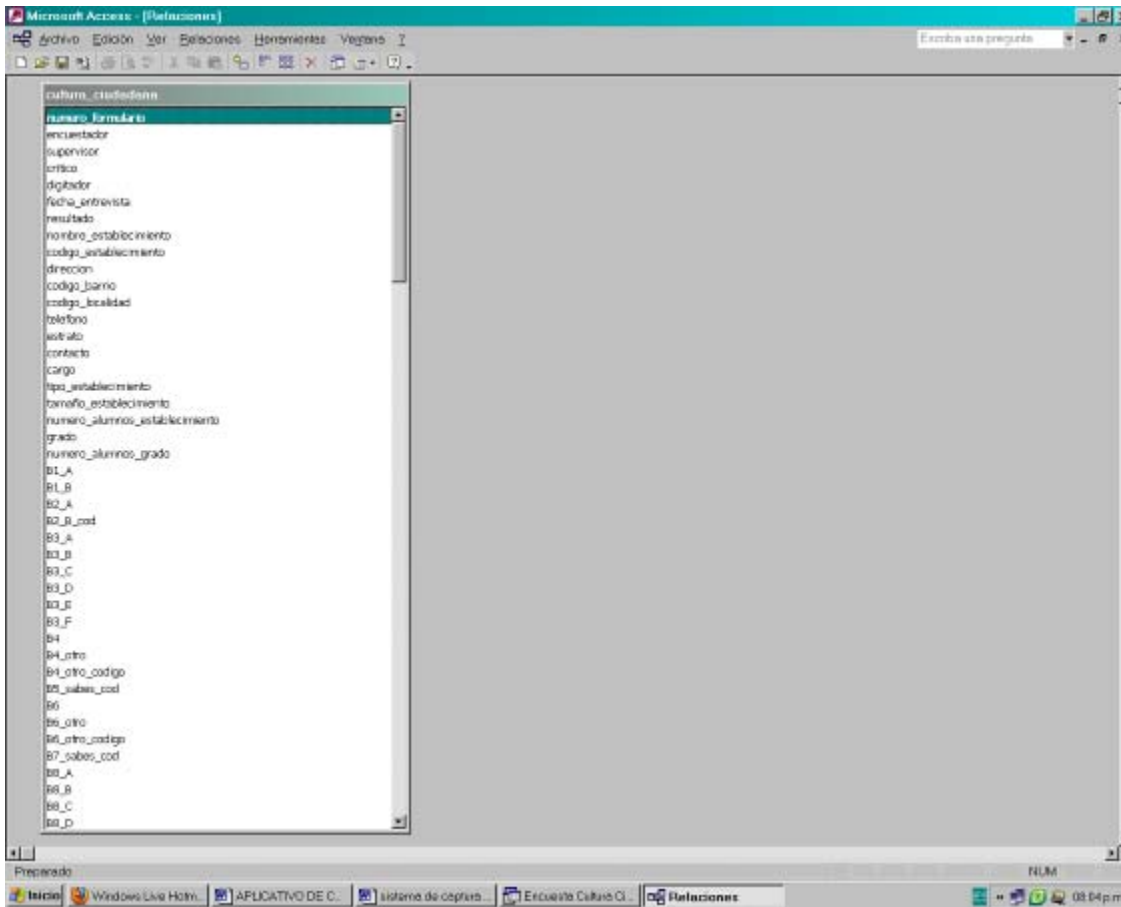 Microsoft Access - [Relaciones]
Archivo Edición Ver Relaciones Herramientas Ventana ?
Escriba una pregunta
cultura_ciudadana
numero_formulario
encuestador
supervisor
critico
digitador
fecha_entrevista
resultado
nombre_establecimiento
codigo_establecimiento
direccion
codigo_barrio
codigo_localidad
telefono
estrato
contacto
cargo
tipo_establecimiento
tamaño_establecimiento
numero_alumnos_establecimiento
grado
numero_alumnos_grado
B1_A
B1_B
B2_A
B2_B_cod
B3_A
B3_B
B3_C
B3_D
B3_E
B3_F
B4
B4_otro
B4_otro_codigo
B5_sabes_cod
B6
B6_otro
B6_otro_codigo
B7_sabes_cod
B8_A
B8_B
B8_C
B8_D
Preparado
NUM
Inicio
Windows Live Hotm...
APLICATIVO DE C...
sistema de captura...
Encuesta Cultura Ci...
Relaciones
08:04 p.m.